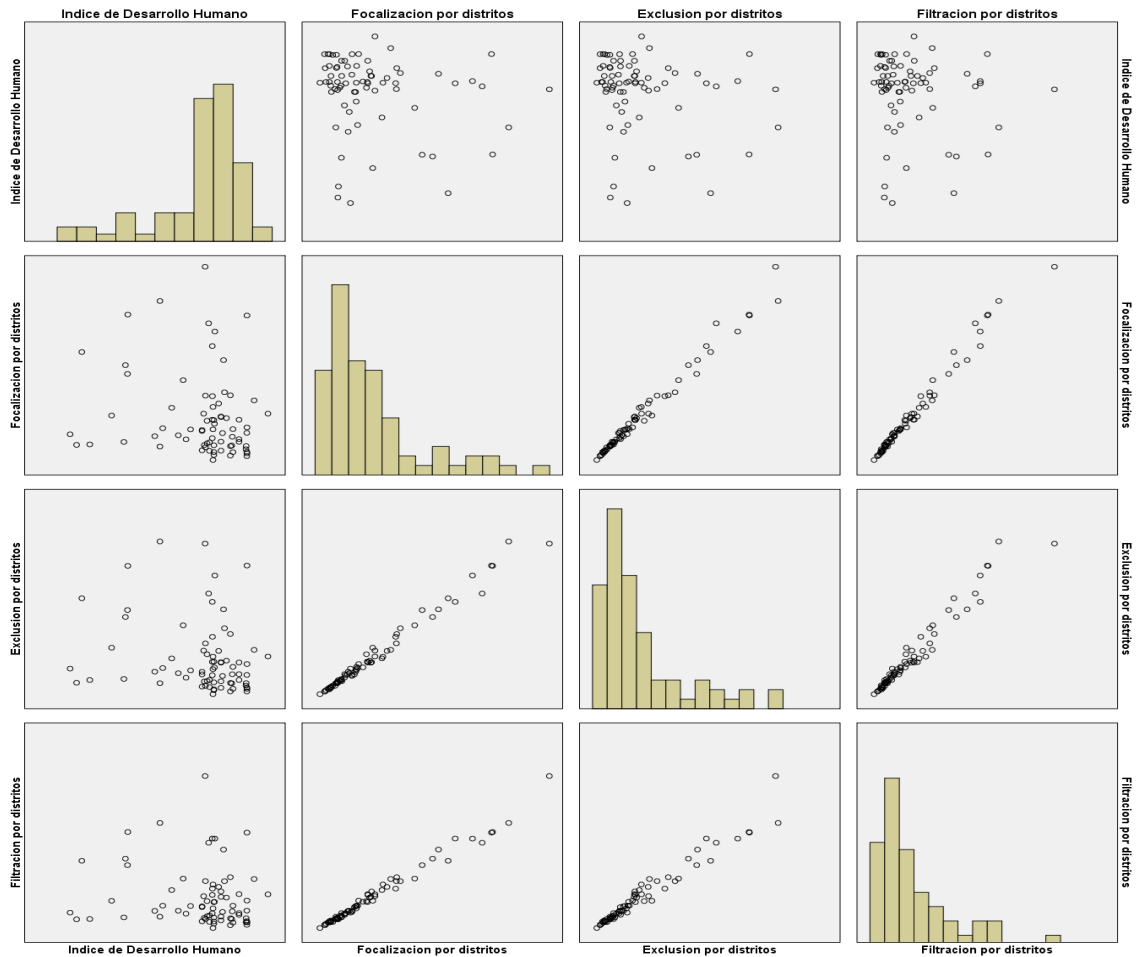 Indice de Desarrollo Humano
Focalizacion por distritos
Exclusion por distritos
Filtracion por distritos
Indice de Desarrollo Humano
Indice de Desarrollo Humano
Focalizacion por distritos
Focalizacion por distritos
Exclusion por distritos
Exclusion por distritos
Filtracion por distritos
Filtracion por distritos
Indice de Desarrollo Humano
Focalizacion por distritos
Exclusion por distritos
Filtracion por distritos